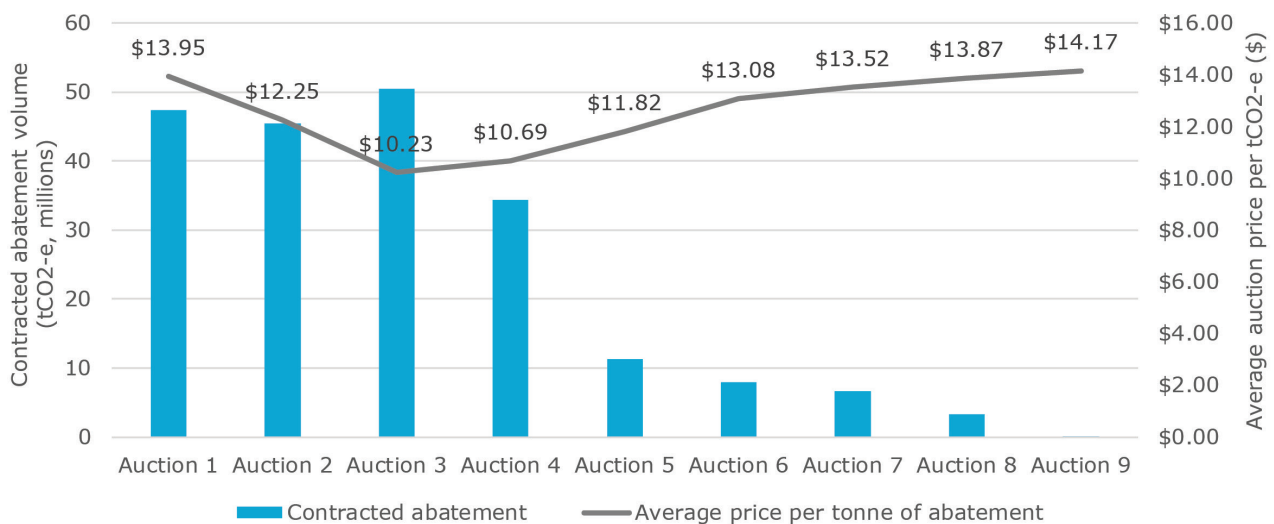 Contracted abatement volume
(tCO2-e, millions)
60
50
40
30
20
10
0
$13.95
$12.25
$10.23
$10.69
$11.82
$13.08
$13.52
$13.87
$14.17
$16.00
$14.00
$12.00
$10.00
$8.00
$6.00
$4.00
$2.00
$0.00
Average auction price per tCO2-e ($)
Auction 1
Auction 2
Auction 3
Auction 4
Auction 5
Auction 6
Auction 7
Auction 8
Auction 9
Contracted abatement
Average price per tonne of abatement